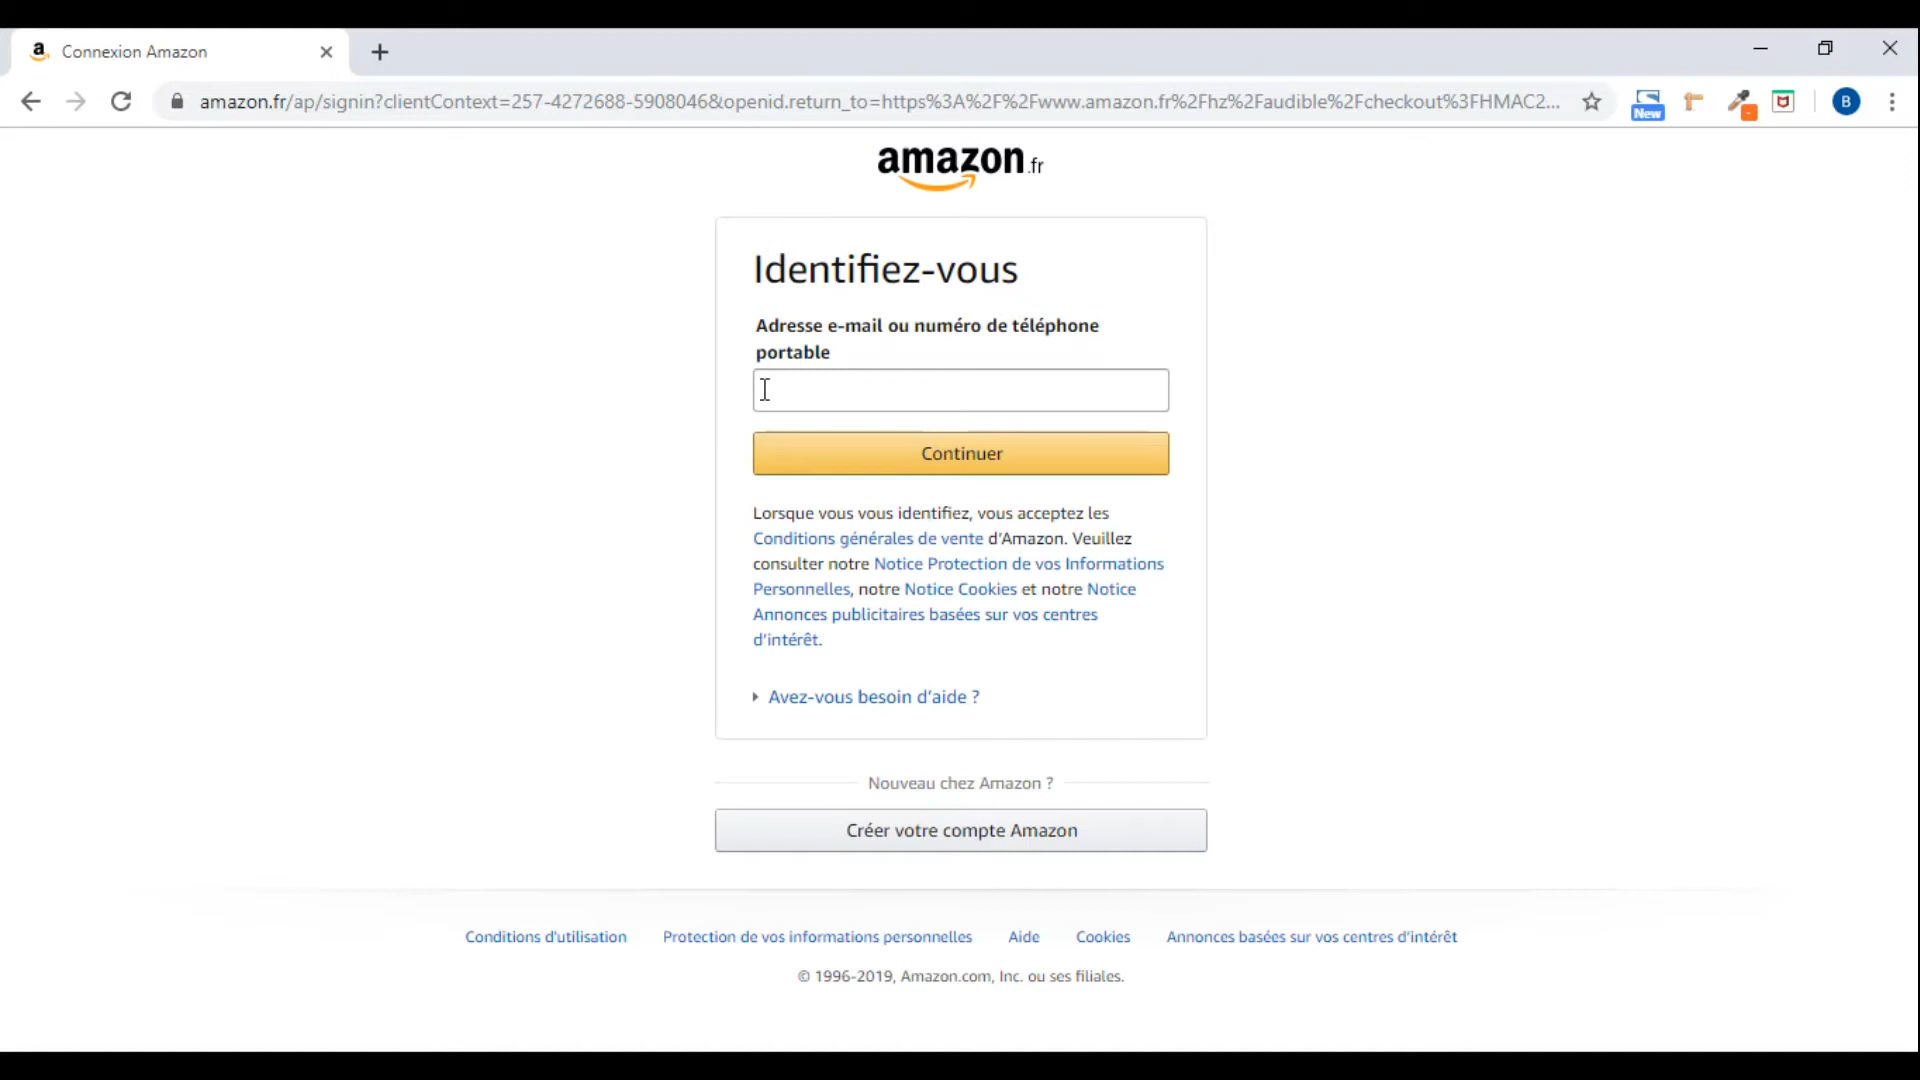 Connexion Amazon
amazon.fr/ap/signin?clientContext=257-4272688-5908046&openid.return_to=https%3A%2F%2Fwww.amazon.fr%2Fhz%2Faudible%2Fcheckout%3FHMAC2...
New
B
amazon.fr
Identifiez-vous
Adresse e-mail ou numéro de téléphone
portable
Continuer
Lorsque vous vous identifiez, vous acceptez les
Conditions générales de vente d'Amazon. Veuillez
consulter notre Notice Protection de vos Informations
Personnelles, notre Notice Cookies et notre Notice
Annonces publicitaires basées sur vos centres
d'intérêt.
Avez-vous besoin d'aide ?
Nouveau chez Amazon ?
Créer votre compte Amazon
Conditions d'utilisation Protection de vos informations personnelles Aide Cookies Annonces basées sur vos centres d'intérêt
© 1996-2019, Amazon.com, Inc. ou ses filiales.